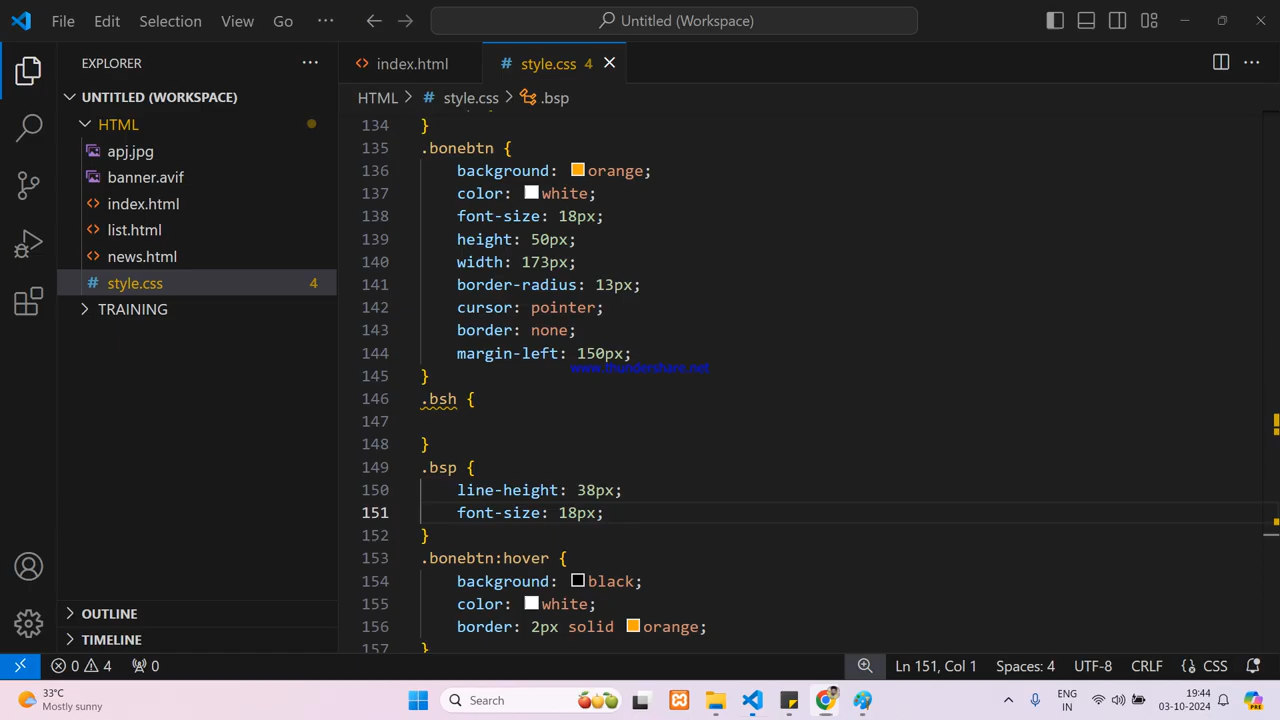 File Edit Selection View Go ··· Untitled (Workspace)
EXPLORER ··· index.html # style.css 4
UNTITLED (WORKSPACE)
HTML > # style.css > .bsp
HTML
apj.jpg
banner.avif
index.html
list.html
news.html
# style.css 4
TRAINING
OUTLINE
TIMELINE
134 }
135 .bonebtn {
136 background: orange;
137 color: white;
138 font-size: 18px;
139 height: 50px;
140 width: 173px;
141 border-radius: 13px;
142 cursor: pointer;
143 border: none;
144 margin-left: 150px;
www.thundershare.net
145 }
146 .bsh {
147
148 }
149 .bsp {
150 line-height: 38px;
151 font-size: 18px;
152 }
153 .bonebtn:hover {
154 background: black;
155 color: white;
156 border: 2px solid orange;
157 }
0 4 0 Ln 151, Col 1 Spaces: 4 UTF-8 CRLF {} CSS
33°C
Mostly sunny
Search
ENG
IN
19:44
03-10-2024
PRE